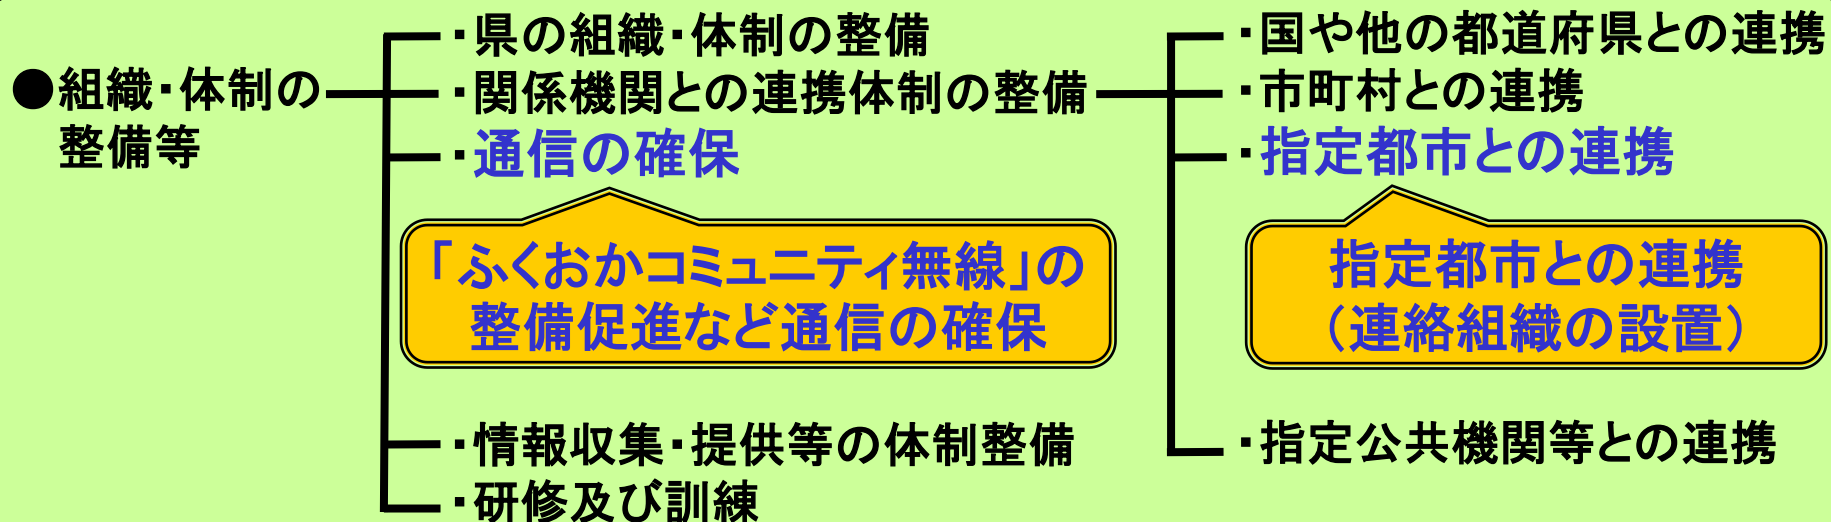 ●組織・体制の
整備等
・県の組織・体制の整備
・関係機関との連携体制の整備
・通信の確保
「ふくおかコミュニティ無線」の
整備促進など通信の確保
・情報収集・提供等の体制整備
・研修及び訓練
・国や他の都道府県との連携
・市町村との連携
・指定都市との連携
指定都市との連携
（連絡組織の設置）
・指定公共機関等との連携